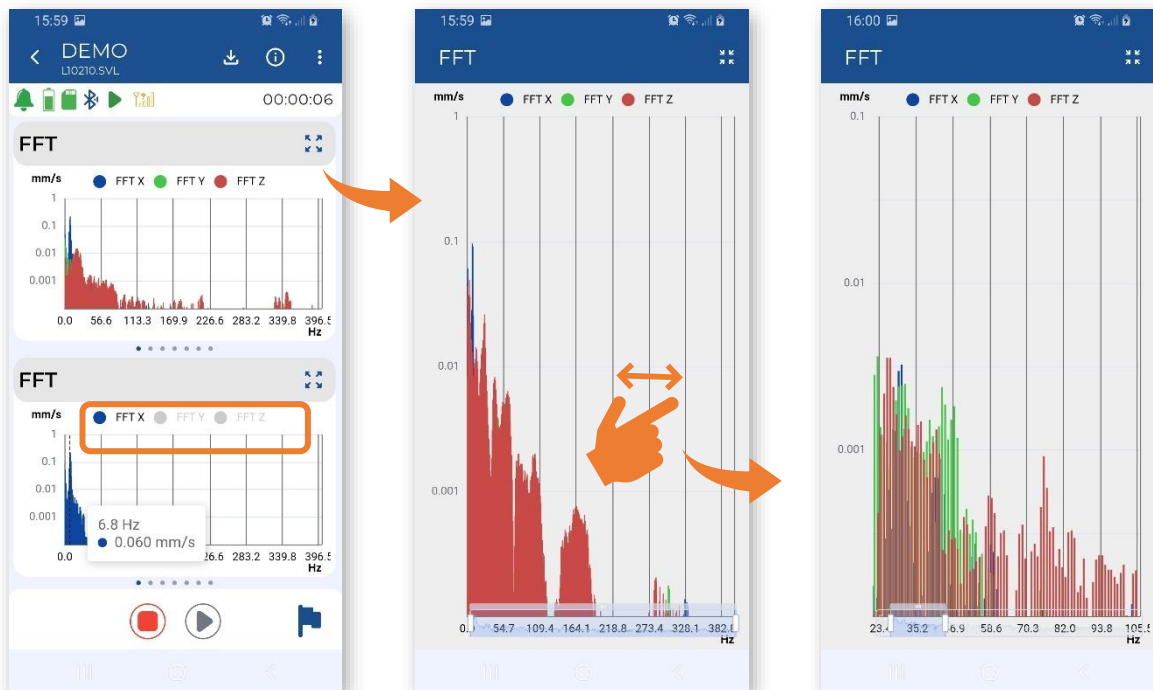 15:59
DEMO
L10210.SVL
00:00:06
FFT
mm/s FFT X FFT Y FFT Z
1
0.1
0.01
0.001
0.0 56.6 113.3 169.9 226.6 283.2 339.8 396.5
Hz
FFT
mm/s FFT X FFT Y FFT Z
1
0.1
0.01
0.001
6.8 Hz
0.060 mm/s
0.0 283.2 339.8 396.5
Hz
15:59
FFT
mm/s FFT X FFT Y FFT Z
1
0.1
0.01
0.001
54.7 109.4 164.1 218.8 273.4 328.1
Hz
16:00
FFT
mm/s FFT X FFT Y FFT Z
0.1
0.01
0.001
35.2 58.6 70.3 82.0 93.8
Hz